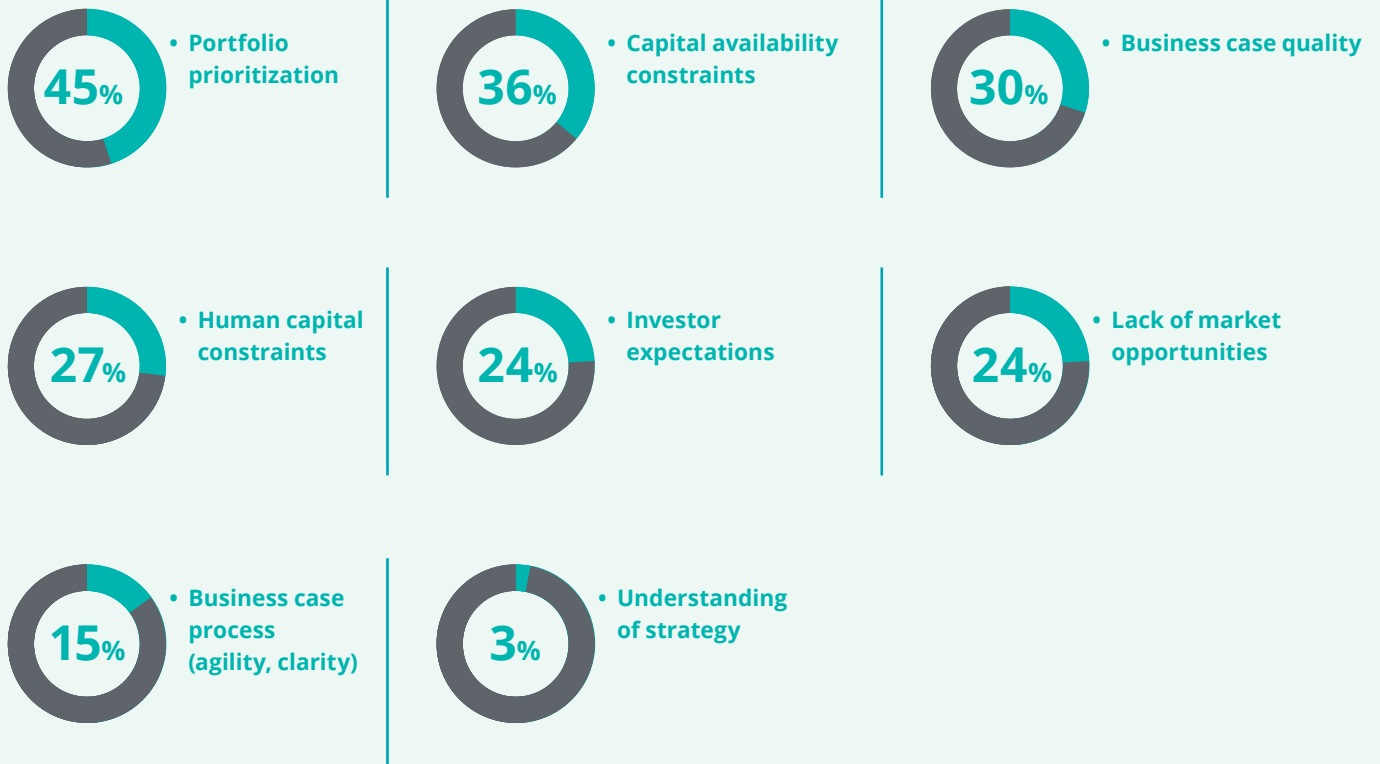 45%
• Portfolio
prioritization
36%
• Capital availability
constraints
30%
• Business case quality
27%
• Human capital
constraints
24%
• Investor
expectations
24%
• Lack of market
opportunities
15%
• Business case
process
(agility, clarity)
3%
• Understanding
of strategy